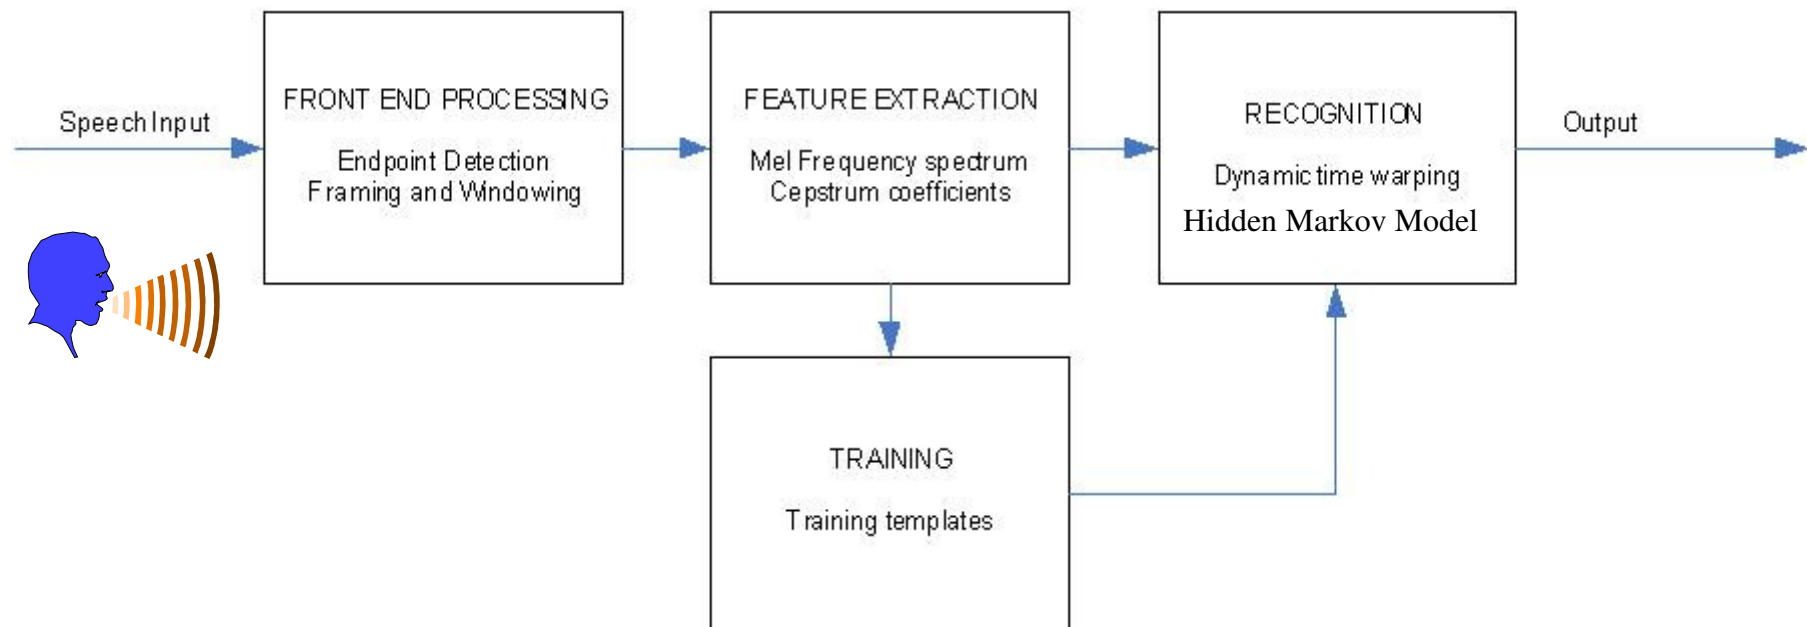 Speech Input
FRONT END PROCESSING
Endpoint Detection
Framing and Windowing
FEATURE EXTRACTION
Mel Frequency spectrum
Cepstrum coefficients
RECOGNITION
Dynamic time warping
Hidden Markov Model
Output
TRAINING
Training templates